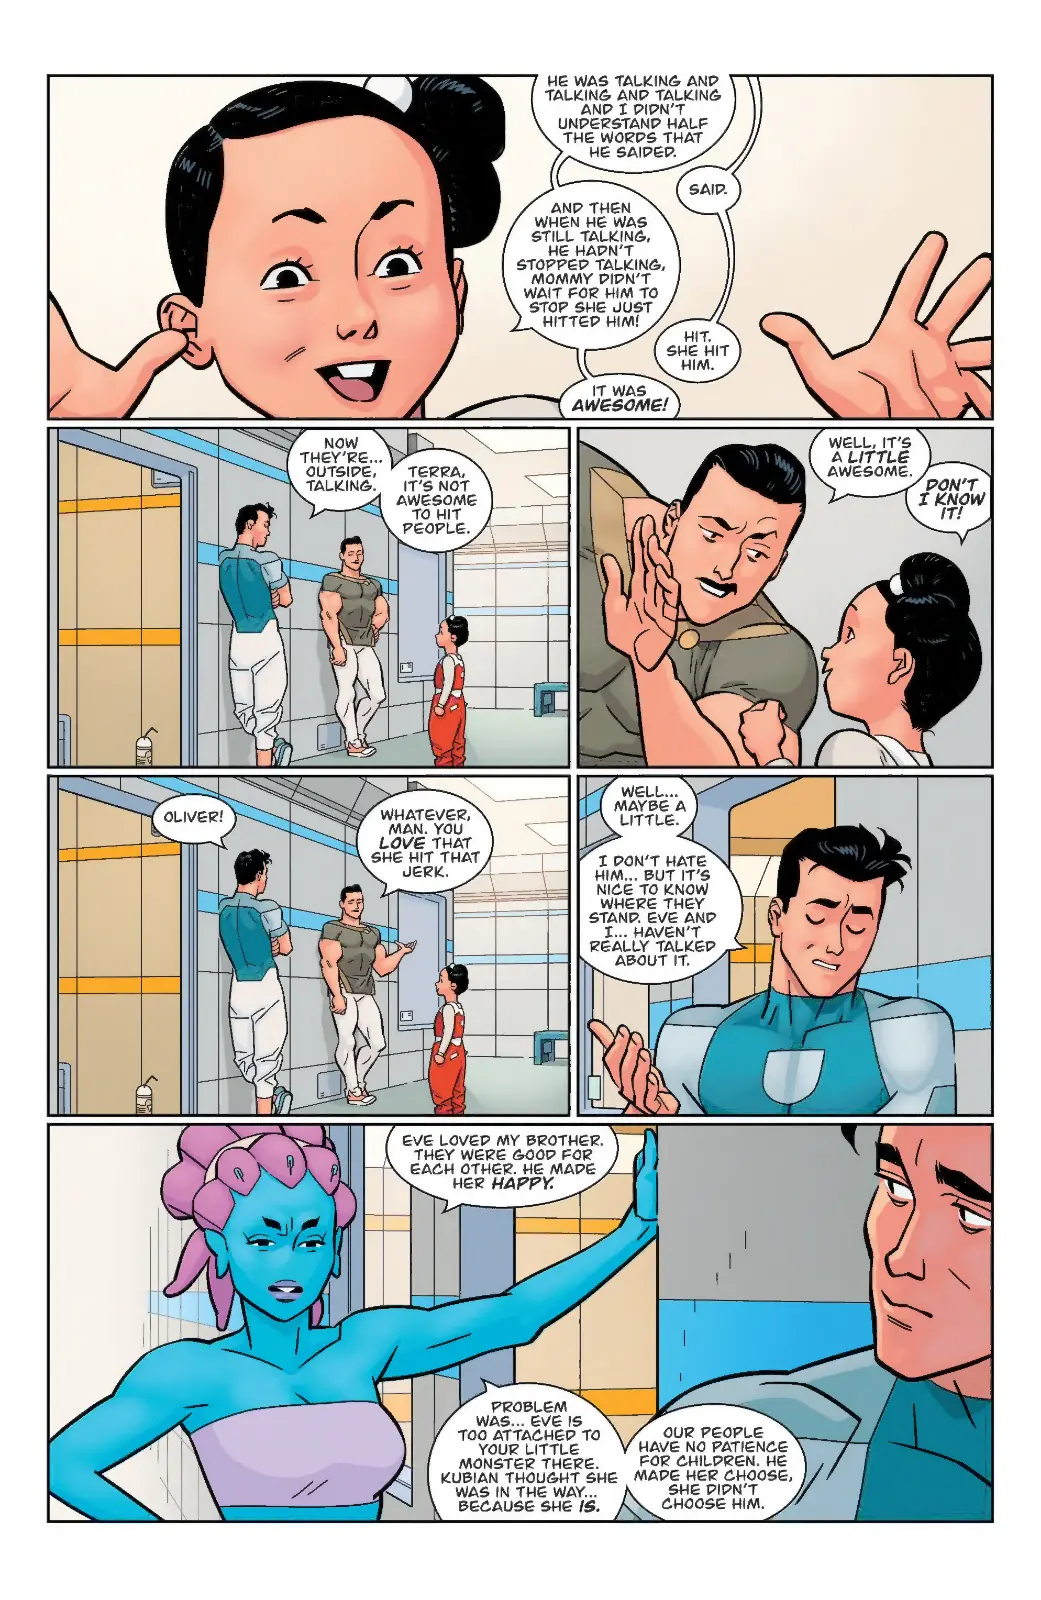 HE WAS TALKING AND
TALKING AND TALKING
AND I DIDN'T
UNDERSTAND HALF
THE WORDS THAT
HE SAIDED.
SAID.
AND THEN
WHEN HE WAS
STILL TALKING,
HE HADN'T
STOPPED TALKING,
MOMMY DIDN'T
WAIT FOR HIM TO
STOP SHE JUST
HITTED HIM!
HIT.
SHE HIT
HIM.
IT WAS
AWESOME!
NOW
THEY'RE...
OUTSIDE,
TALKING.
TERRA,
IT'S NOT
AWESOME
TO HIT
PEOPLE.
WELL, IT'S
A LITTLE
AWESOME.
DON'T
I KNOW
IT!
OLIVER!
WHATEVER,
MAN. YOU
LOVE THAT
SHE HIT THAT
JERK.
WELL...
MAYBE A
LITTLE.
I DON'T HATE
HIM... BUT IT'S
NICE TO KNOW
WHERE THEY
STAND. EVE AND
I... HAVEN'T
REALLY TALKED
ABOUT IT.
EVE LOVED MY BROTHER.
THEY WERE GOOD FOR
EACH OTHER. HE MADE
HER HAPPY.
PROBLEM
WAS... EVE IS
TOO ATTACHED TO
YOUR LITTLE
MONSTER THERE.
KUBIAN THOUGHT SHE
WAS IN THE WAY...
BECAUSE SHE IS.
OUR PEOPLE
HAVE NO PATIENCE
FOR CHILDREN. HE
MADE HER CHOOSE,
SHE DIDN'T
CHOOSE HIM.